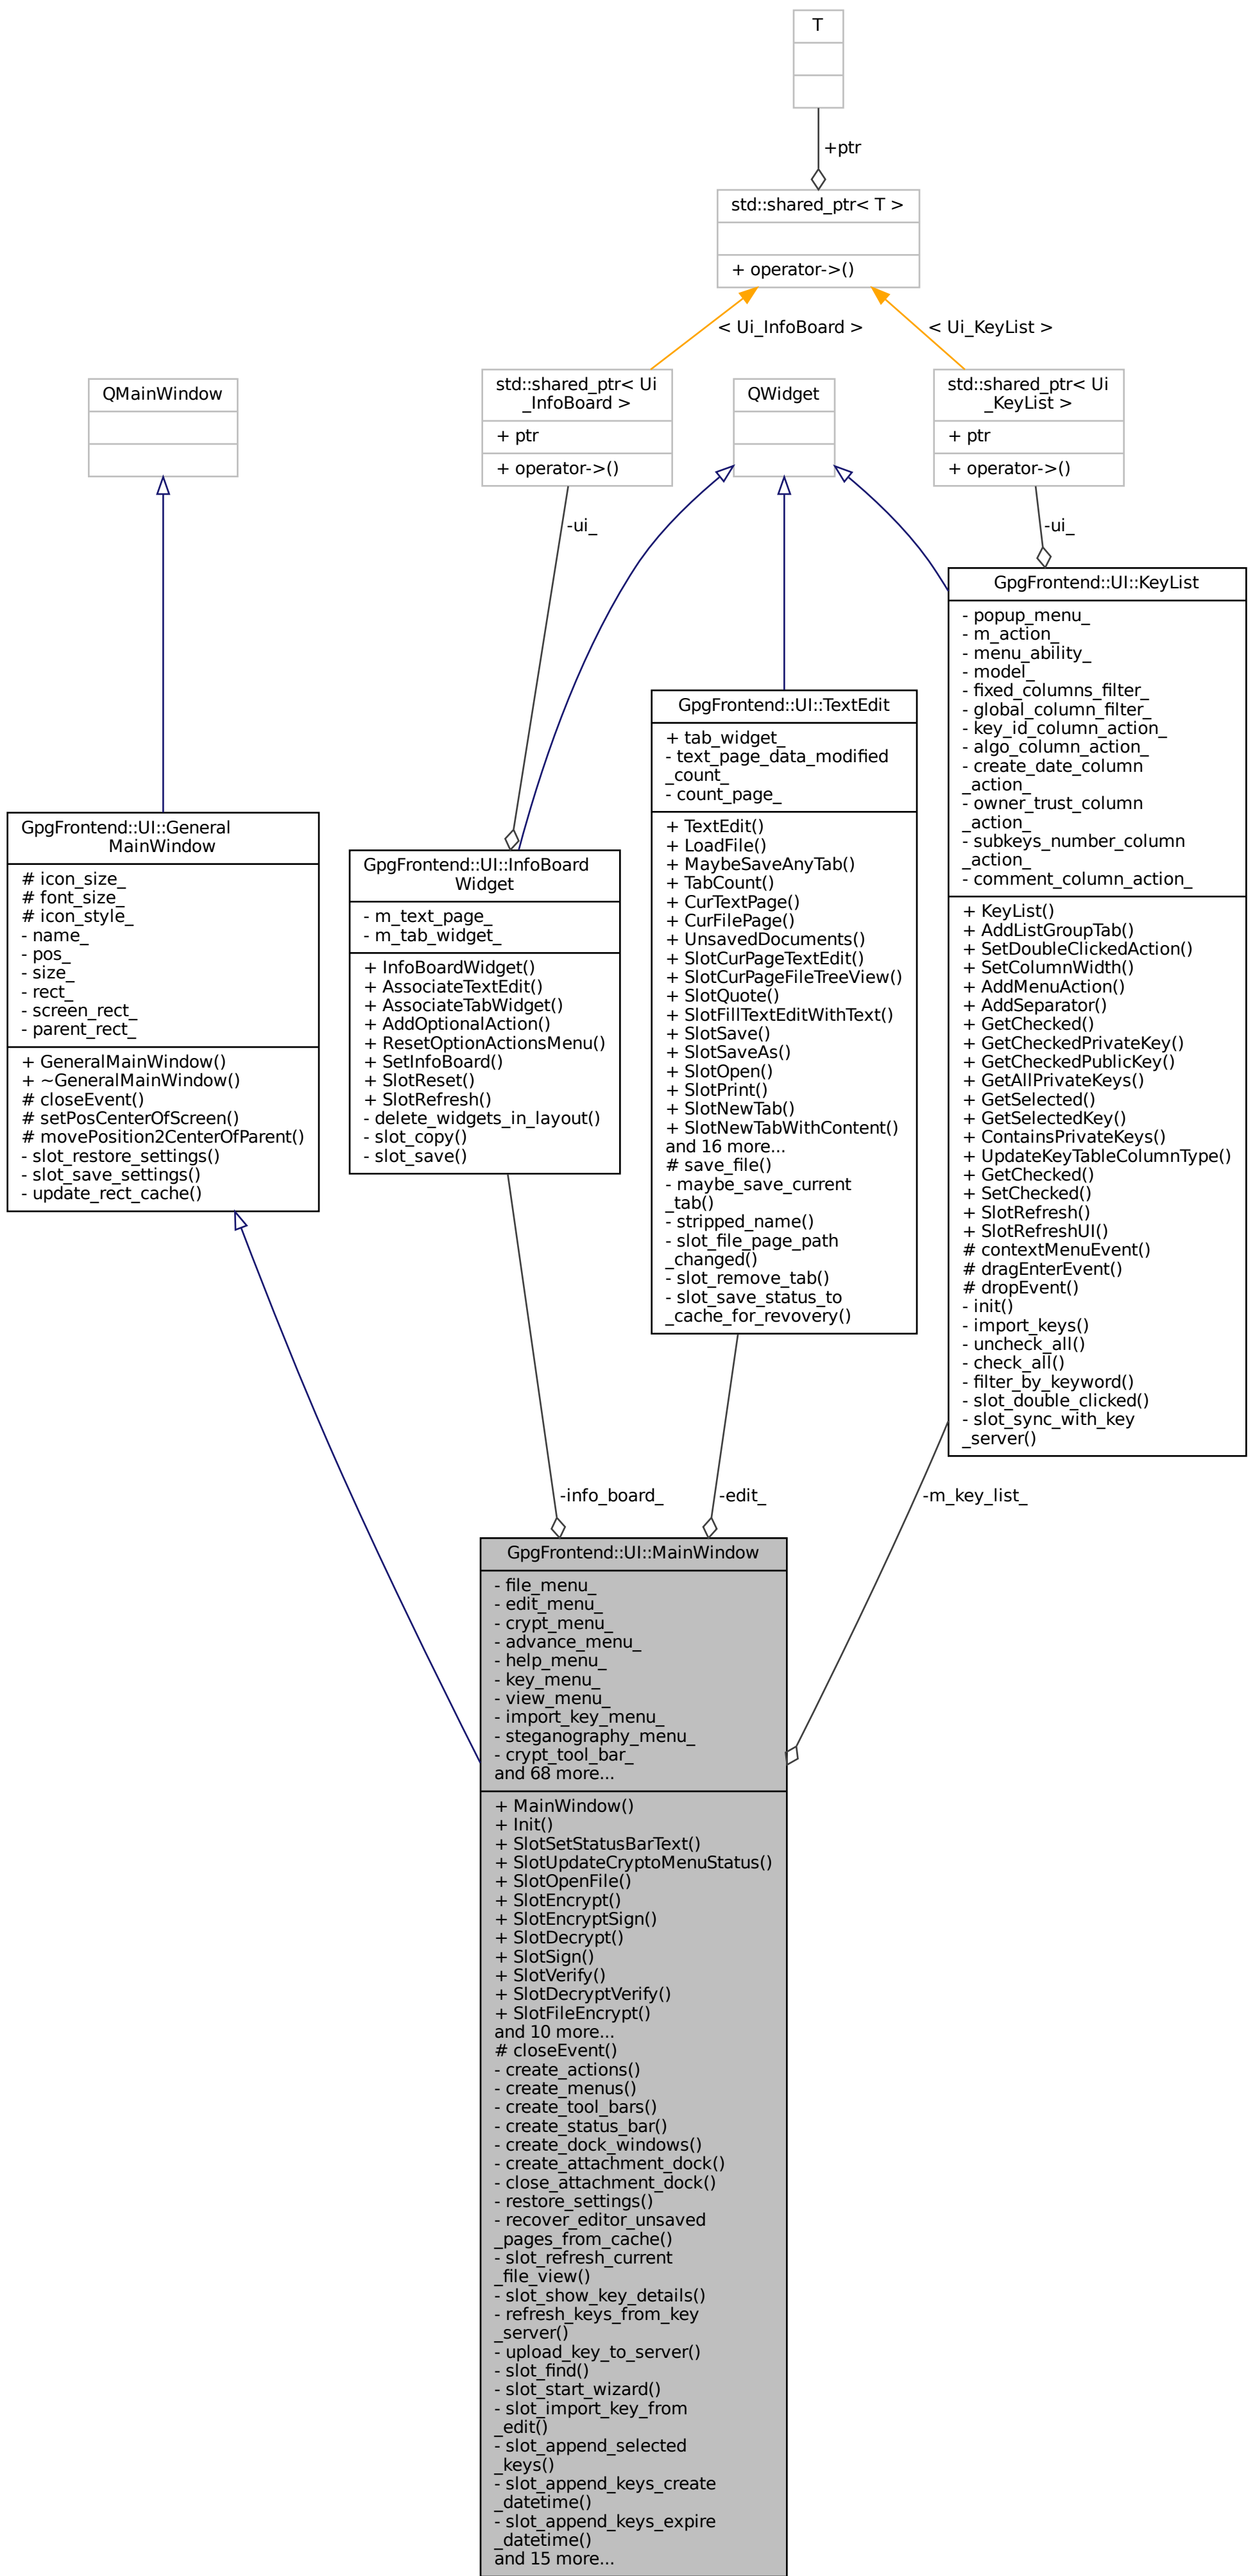 T
+ptr
std::shared_ptr< T >
+ operator->()
< Ui_InfoBoard >
< Ui_KeyList >
QMainWindow
std::shared_ptr< Ui
_InfoBoard >
+ ptr
+ operator->()
QWidget
std::shared_ptr< Ui
_KeyList >
+ ptr
+ operator->()
-ui_
-ui_
GpgFrontend::UI::KeyList
- popup_menu_
- m_action_
- menu_ability_
- model_
- fixed_columns_filter_
- global_column_filter_
- key_id_column_action_
- algo_column_action_
- create_date_column
_action_
- owner_trust_column
_action_
- subkeys_number_column
_action_
- comment_column_action_
+ KeyList()
+ AddListGroupTab()
+ SetDoubleClickedAction()
+ SetColumnWidth()
+ AddMenuAction()
+ AddSeparator()
+ GetChecked()
+ GetCheckedPrivateKey()
+ GetCheckedPublicKey()
+ GetAllPrivateKeys()
+ GetSelected()
+ GetSelectedKey()
+ ContainsPrivateKeys()
+ UpdateKeyTableColumnType()
+ GetChecked()
+ SetChecked()
+ SlotRefresh()
+ SlotRefreshUI()
# contextMenuEvent()
# dragEnterEvent()
# dropEvent()
- init()
- import_keys()
- uncheck_all()
- check_all()
- filter_by_keyword()
- slot_double_clicked()
- slot_sync_with_key
_server()
GpgFrontend::UI::TextEdit
+ tab_widget_
- text_page_data_modified
_count_
- count_page_
+ TextEdit()
+ LoadFile()
+ MaybeSaveAnyTab()
+ TabCount()
+ CurTextPage()
+ CurFilePage()
+ UnsavedDocuments()
+ SlotCurPageTextEdit()
+ SlotCurPageFileTreeView()
+ SlotQuote()
+ SlotFillTextEditWithText()
+ SlotSave()
+ SlotSaveAs()
+ SlotOpen()
+ SlotPrint()
+ SlotNewTab()
+ SlotNewTabWithContent()
and 16 more...
# save_file()
- maybe_save_current
_tab()
- stripped_name()
- slot_file_page_path
_changed()
- slot_remove_tab()
- slot_save_status_to
_cache_for_revovery()
GpgFrontend::UI::General
MainWindow
# icon_size_
# font_size_
# icon_style_
- name_
- pos_
- size_
- rect_
- screen_rect_
- parent_rect_
+ GeneralMainWindow()
+ ~GeneralMainWindow()
# closeEvent()
# setPosCenterOfScreen()
# movePosition2CenterOfParent()
- slot_restore_settings()
- slot_save_settings()
- update_rect_cache()
GpgFrontend::UI::InfoBoard
Widget
- m_text_page_
- m_tab_widget_
+ InfoBoardWidget()
+ AssociateTextEdit()
+ AssociateTabWidget()
+ AddOptionalAction()
+ ResetOptionActionsMenu()
+ SetInfoBoard()
+ SlotReset()
+ SlotRefresh()
- delete_widgets_in_layout()
- slot_copy()
- slot_save()
-info_board_
-edit_
-m_key_list_
GpgFrontend::UI::MainWindow
- file_menu_
- edit_menu_
- crypt_menu_
- advance_menu_
- help_menu_
- key_menu_
- view_menu_
- import_key_menu_
- steganography_menu_
- crypt_tool_bar_
and 68 more...
+ MainWindow()
+ Init()
+ SlotSetStatusBarText()
+ SlotUpdateCryptoMenuStatus()
+ SlotOpenFile()
+ SlotEncrypt()
+ SlotEncryptSign()
+ SlotDecrypt()
+ SlotSign()
+ SlotVerify()
+ SlotDecryptVerify()
+ SlotFileEncrypt()
and 10 more...
# closeEvent()
- create_actions()
- create_menus()
- create_tool_bars()
- create_status_bar()
- create_dock_windows()
- create_attachment_dock()
- close_attachment_dock()
- restore_settings()
- recover_editor_unsaved
_pages_from_cache()
- slot_refresh_current
_file_view()
- slot_show_key_details()
- refresh_keys_from_key
_server()
- upload_key_to_server()
- slot_find()
- slot_start_wizard()
- slot_import_key_from
_edit()
- slot_append_selected
_keys()
- slot_append_keys_create
_datetime()
- slot_append_keys_expire
_datetime()
and 15 more...